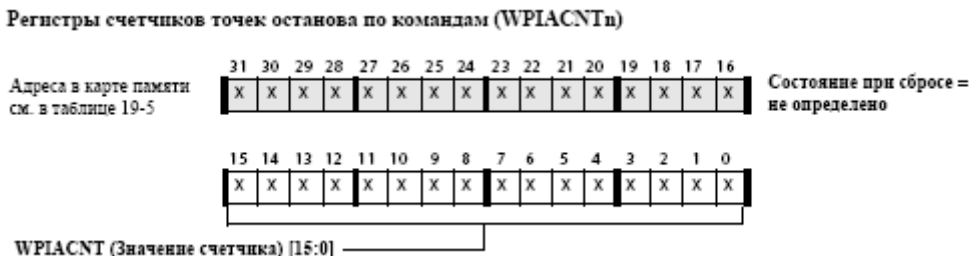 Регистры счетчиков точек останова по командам (WPIACNTn)
31 30 29 28 27 26 25 24 23 22 21 20 19 18 17 16
Адреса в карте памяти
см. в таблице 19-5
X X X X X X X X X X X X X X X X
Состояние при сбросе =
не определено
15 14 13 12 11 10 9 8 7 6 5 4 3 2 1 0
X X X X X X X X X X X X X X X X
WPIACNT (Значение счетчика) [15:0]